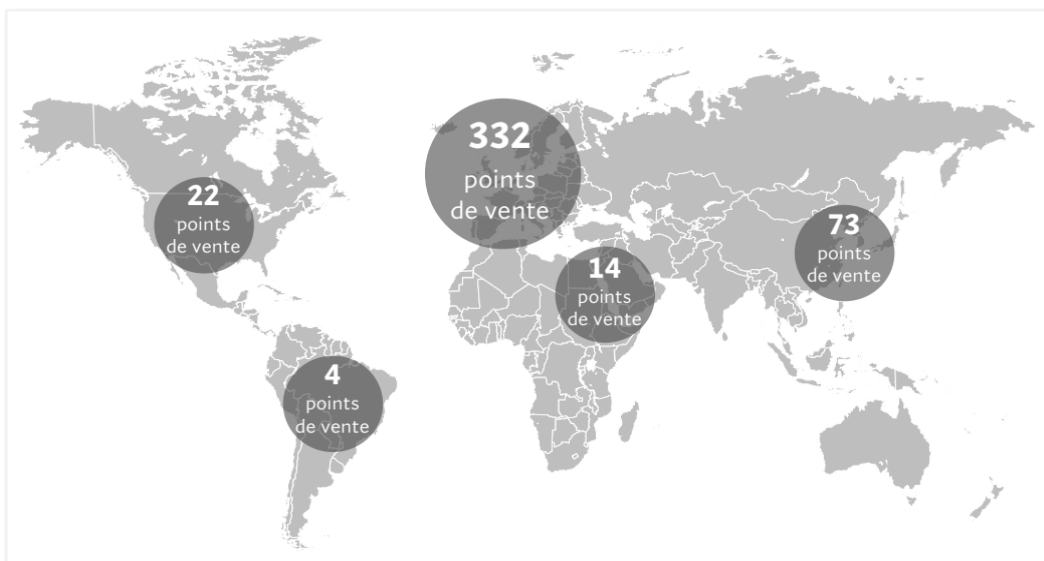 332
points
de vente
22
points
de vente
73
points
de vente
14
points
de vente
4
points
de vente